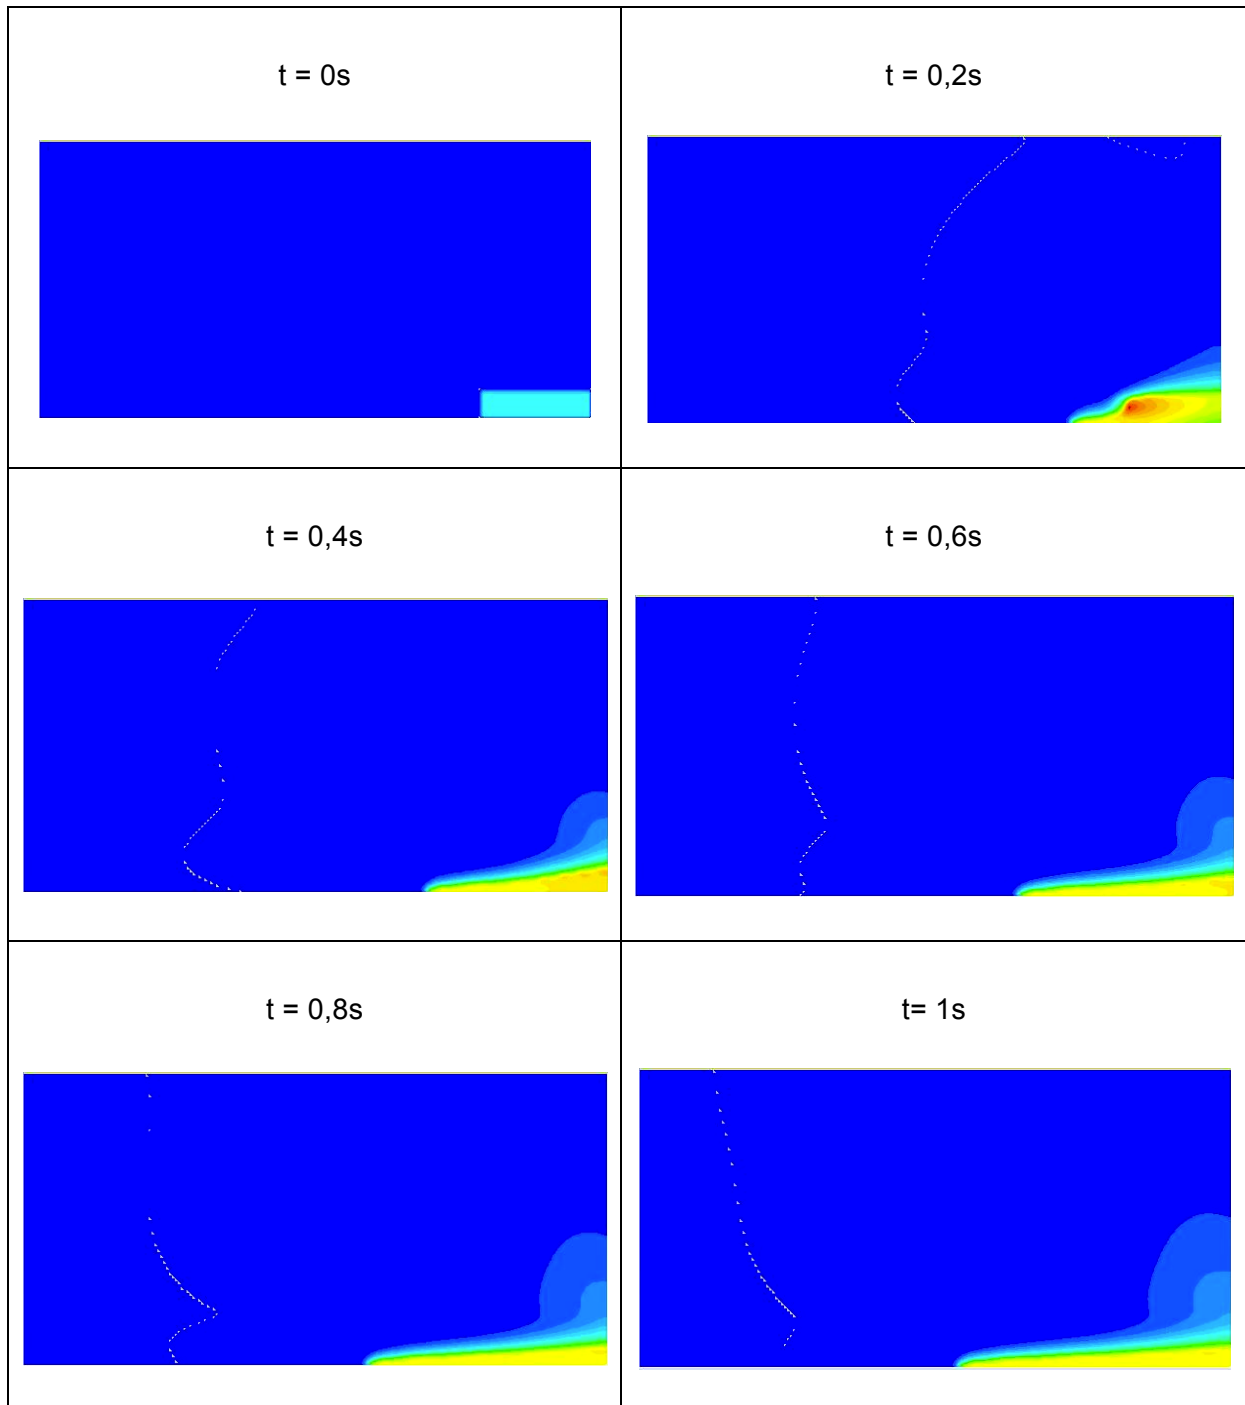 t = 0s
t = 0,2s
t = 0,4s
t = 0,6s
t = 0,8s
t= 1s